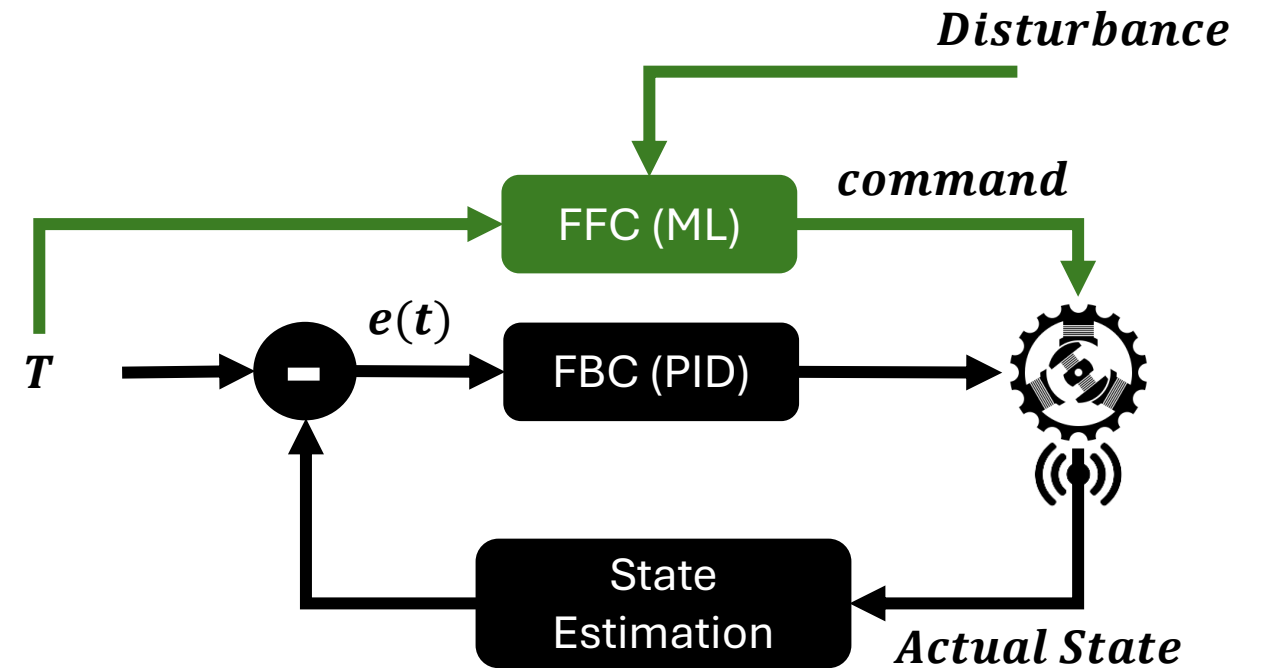 Disturbance
command
FFC (ML)
e(t)
T
FBC (PID)
State
Estimation
Actual State